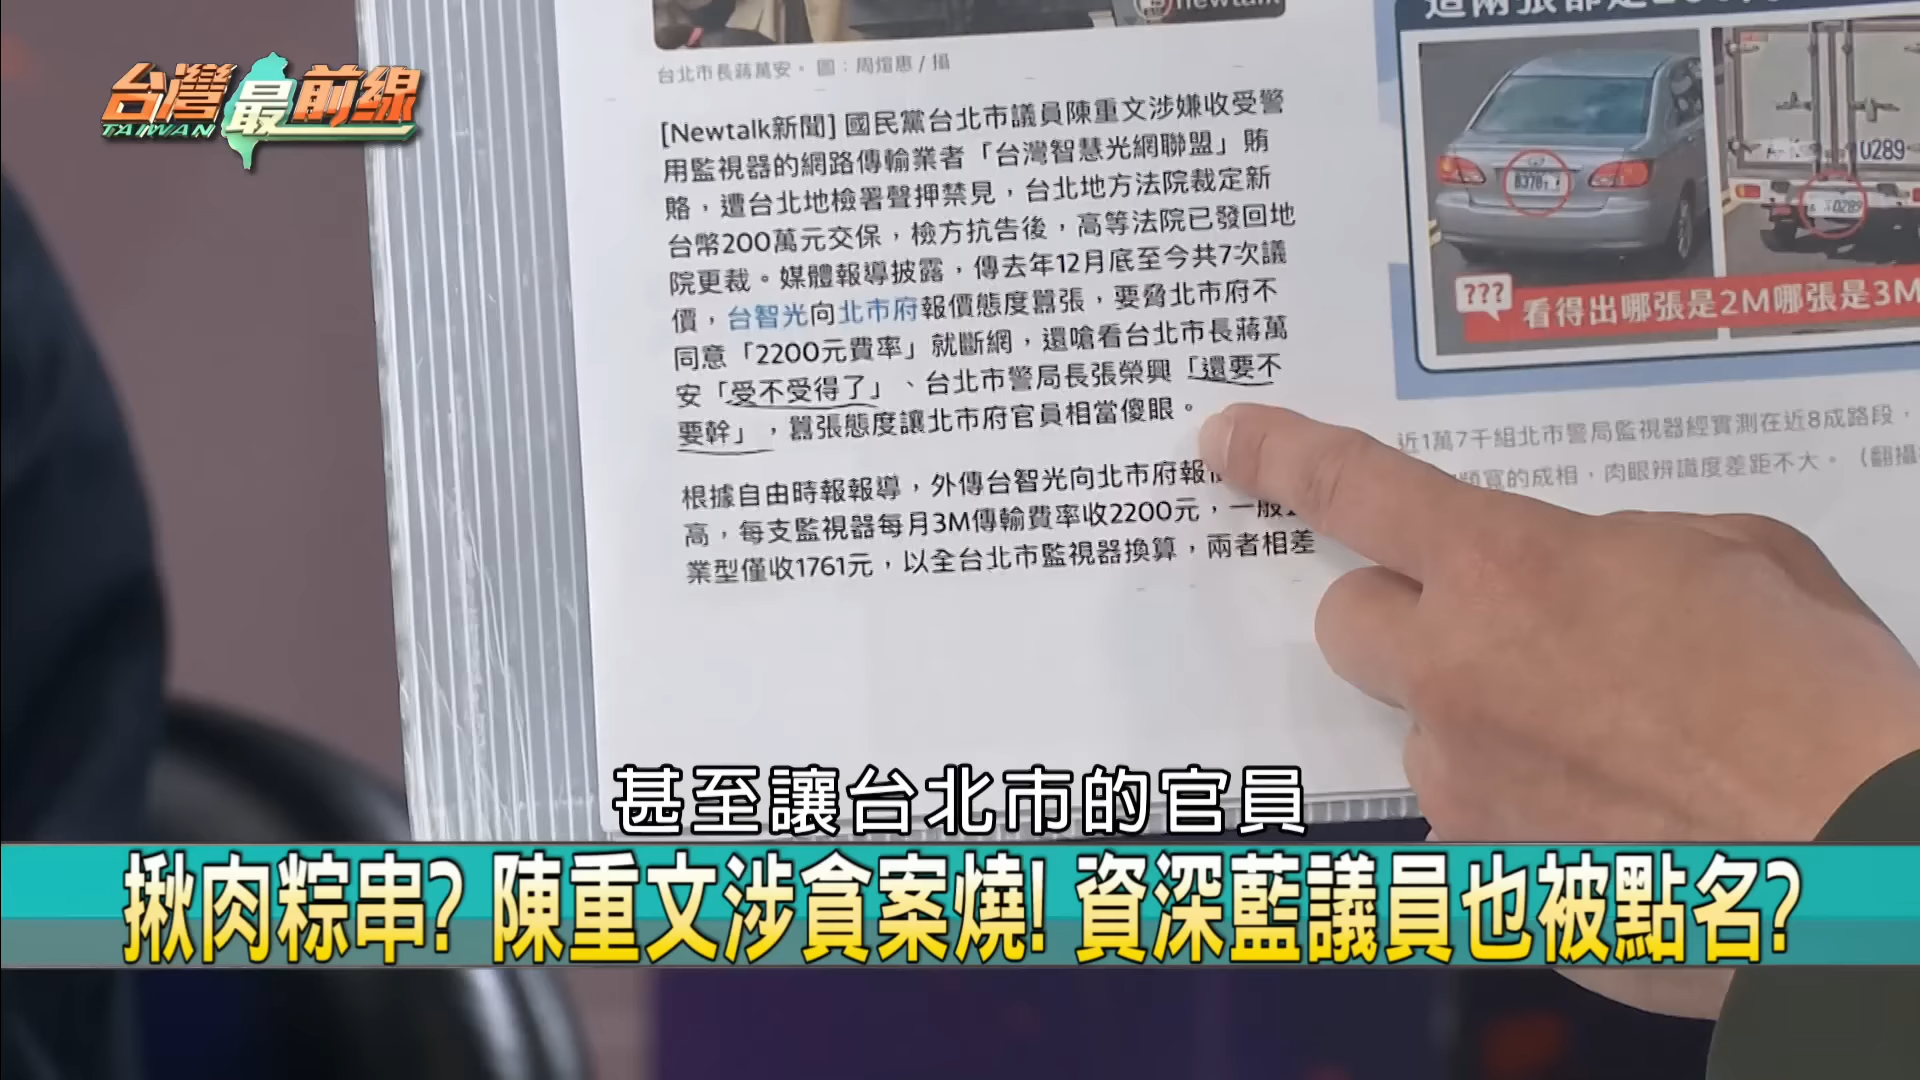 台灣最前線
TAIWAN
newtalk
台北市長蔣萬安。 圖：周煊惠 / 攝
[Newtalk新聞] 國民黨台北市議員陳重文涉嫌收受警
用監視器的網路傳輸業者「台灣智慧光網聯盟」賄
賂，遭台北地檢署聲押禁見，台北地方法院裁定新
台幣200萬元交保，檢方抗告後，高等法院已發回地
院更裁。媒體報導披露，傳去年12月底至今共7次議
價，台智光向北市府報價態度囂張，要脅北市府不
同意「2200元費率」就斷網，還嗆看台北市長蔣萬
安「受不受得了」、台北市警局長張榮興「還要不
要幹」，囂張態度讓北市府官員相當傻眼。
根據自由時報報導，外傳台智光向北市府報
高，每支監視器每月3M傳輸費率收2200元，一般
業型僅收1761元，以全台北市監視器換算，兩者相差
0289
0289
???
看得出哪張是2M哪張是3M
近1萬7千組北市警局監視器經實測在近8成路段，
頻寬的成相，肉眼辨識度差距不大。（翻攝
甚至讓台北市的官員
揪肉粽串? 陳重文涉貪案燒! 資深藍議員也被點名?